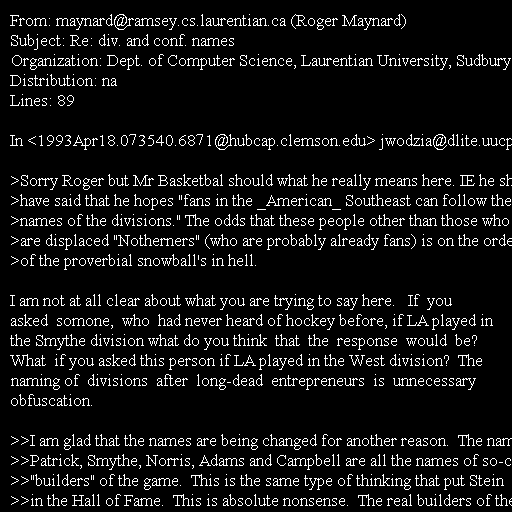 From: maynard@ramsey.cs.laurentian.ca (Roger Maynard)
Subject: Re: div. and conf. names
Organization: Dept. of Computer Science, Laurentian University, Sudbury
Distribution: na
Lines: 89
In <1993Apr18.073540.6871@hubcap.clemson.edu> jwodzia@dlite.uucp
>Sorry Roger but Mr Basketbal should what he really means here. IE he sh
>have said that he hopes "fans in the _American_ Southeast can follow the
>names of the divisions." The odds that these people other than those who
>are displaced "Notherners" (who are probably already fans) is on the orde
>of the proverbial snowball's in hell.
I am not at all clear about what you are trying to say here.   If  you
asked  somone,  who  had never heard of hockey before, if LA played in
the Smythe division what do you think  that  the  response  would  be?
What  if you asked this person if LA played in the West division?  The
naming of  divisions  after  long-dead  entrepreneurs  is  unnecessary
obfuscation.
>>I am glad that the names are being changed for another reason.  The nam
>>Patrick, Smythe, Norris, Adams and Campbell are all the names of so-c
>>"builders" of the game.  This is the same type of thinking that put Stein
>>in the Hall of Fame.  This is absolute nonsense.  The real builders of the